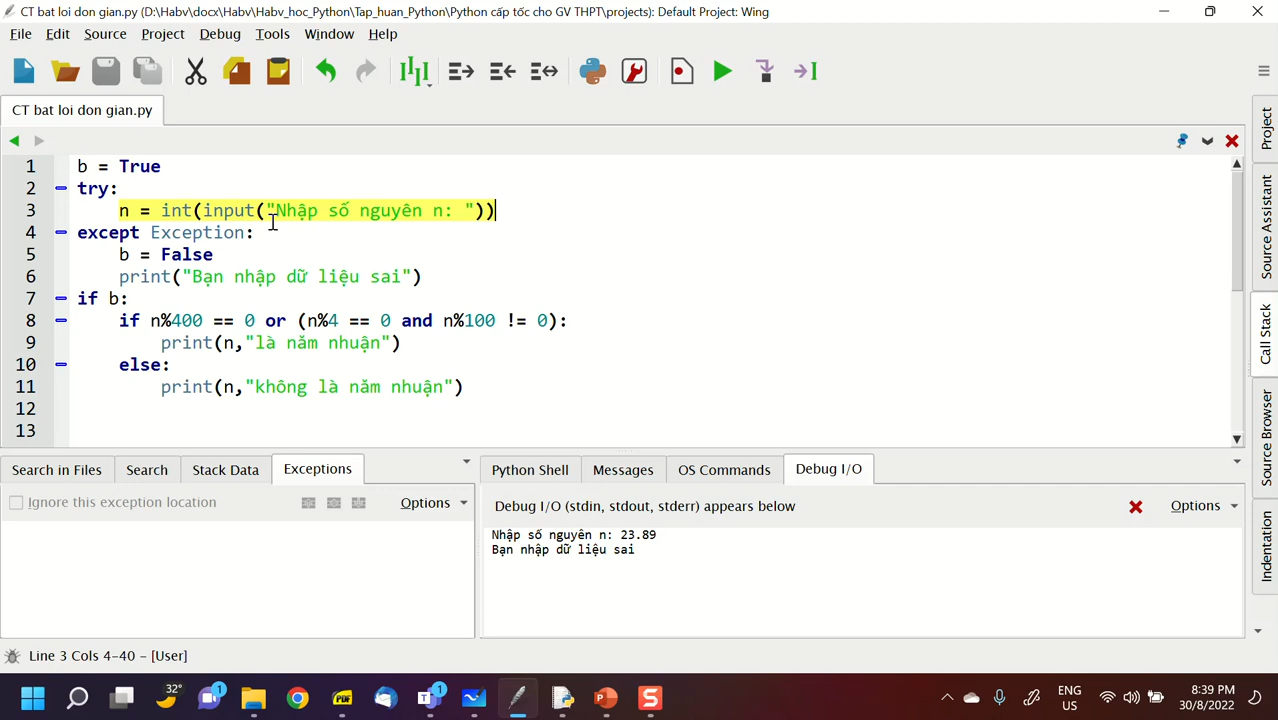 CT bat loi don gian.py (D:\Habv\docx\Habv\Habv_hoc_Python\Tap_huan_Python\Python cấp tốc cho GV THPT\projects): Default Project: Wing
File Edit Source Project Debug Tools Window Help
CT bat loi don gian.py
1 b = True
2 try:
3 n = int(input("Nhập số nguyên n: "))
4 except Exception:
5 b = False
6 print("Bạn nhập dữ liệu sai")
7 if b:
8 if n%400 == 0 or (n%4 == 0 and n%100 != 0):
9 print(n,"là năm nhuận")
10 else:
11 print(n,"không là năm nhuận")
12
13
Project
Source Assistant
Call Stack
Source Browser
Indentation
Search in Files Search Stack Data Exceptions
Ignore this exception location Options
Python Shell Messages OS Commands Debug I/O
Debug I/O (stdin, stdout, stderr) appears below Options
Nhập số nguyên n: 23.89
Bạn nhập dữ liệu sai
Line 3 Cols 4-40 - [User]
32°
1
PDF
1
S
ENG
US
8:39 PM
30/8/2022